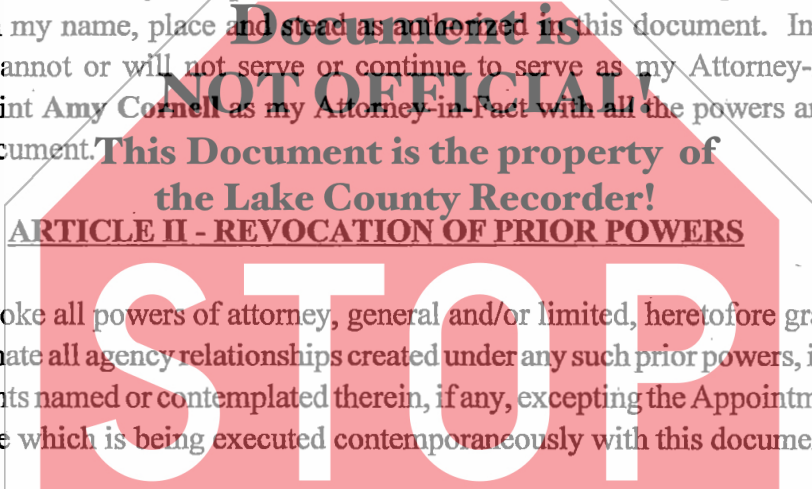 my name, place and stead as authorized in this document. In
Document is
annot or will not serve or continue to serve as my Attorney-
NOT OFFICIAL!
int Amy Cornell as my Attorney-in-Fact with all the powers a
cument.
This Document is the property of
the Lake County Recorder!
ARTICLE II - REVOCATION OF PRIOR POWERS
STOP
oke all powers of attorney, general and/or limited, heretofore gr
nate all agency relationships created under any such prior powers, i
nts named or contemplated therein, if any, excepting the Appointm
e which is being executed contemporaneously with this docume